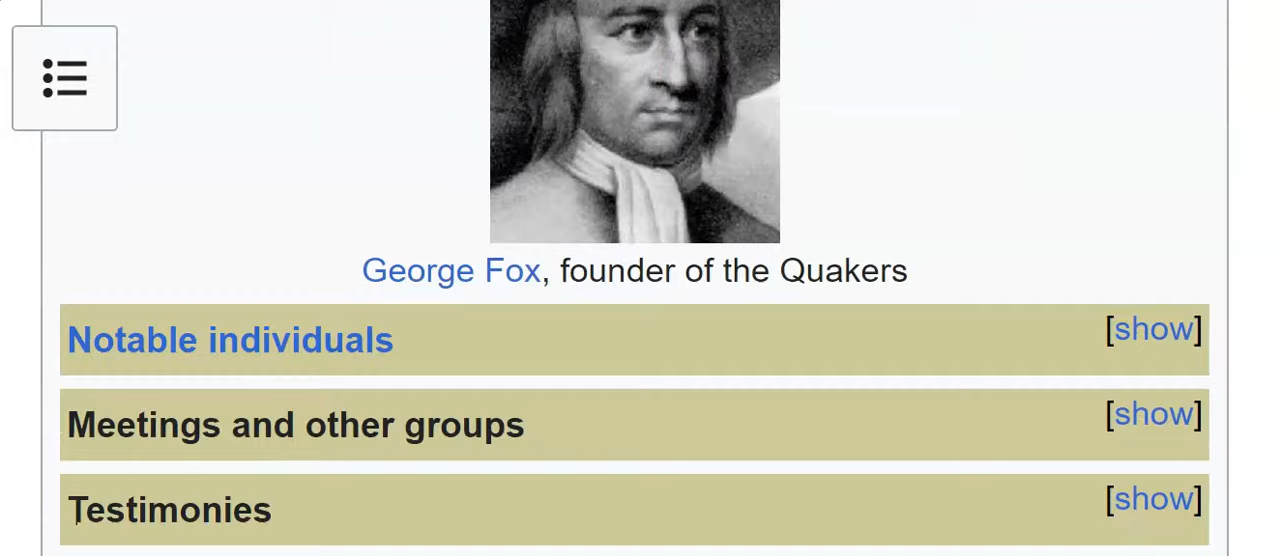 George Fox, founder of the Quakers
Notable individuals [show]
Meetings and other groups [show]
Testimonies [show]